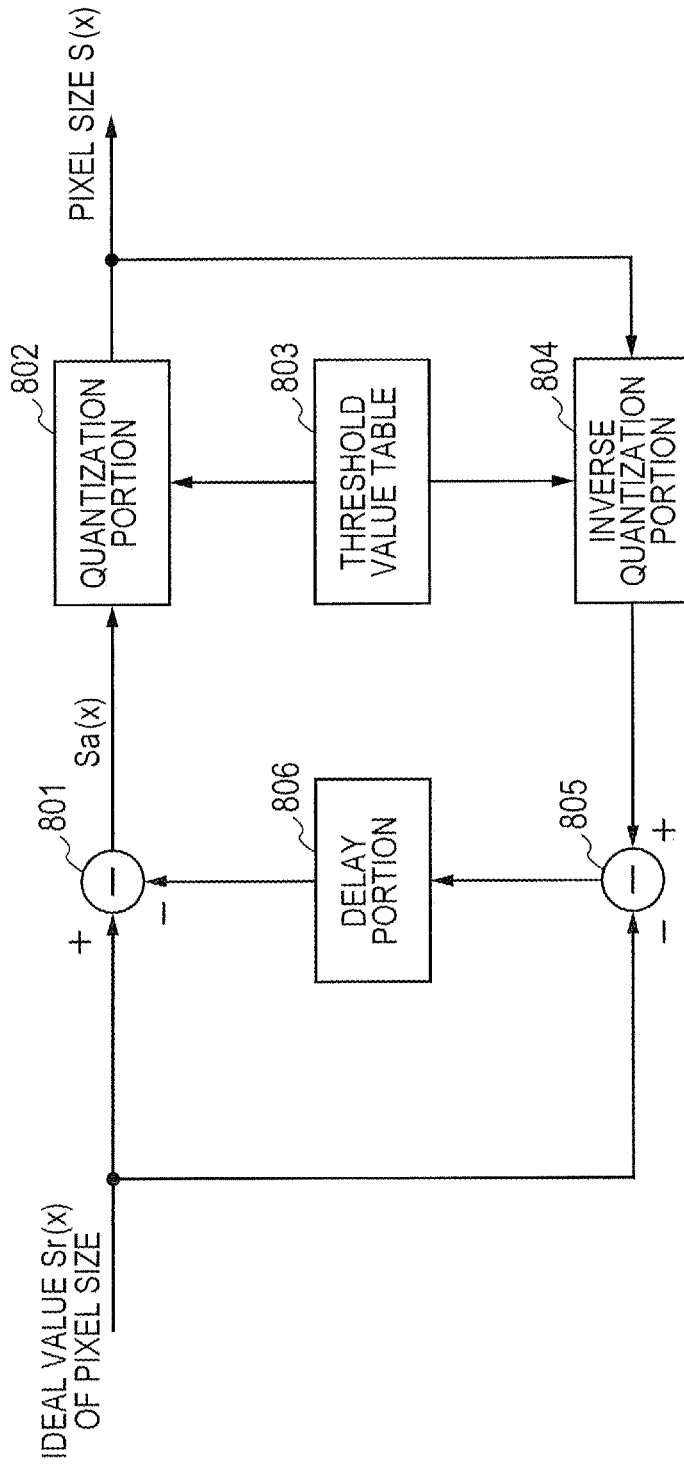 IDEAL VALUE Sr(x)
OF PIXEL SIZE
+
−
801
−
Sa(x)
802
QUANTIZATION
PORTION
PIXEL SIZE S(x)
806
DELAY
PORTION
803
THRESHOLD
VALUE TABLE
805
−
−
+
804
INVERSE
QUANTIZATION
PORTION